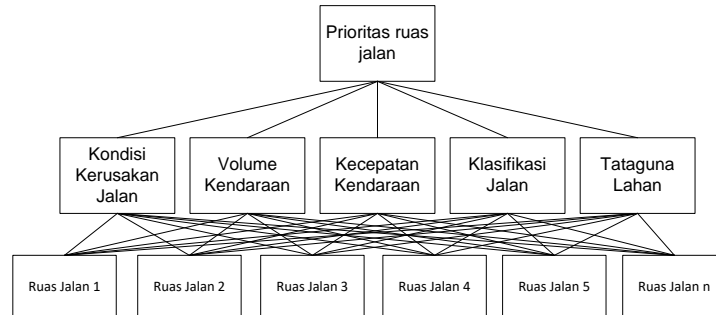 Prioritas ruas
jalan
Kondisi
Kerusakan
Jalan
Volume
Kendaraan
Kecepatan
Kendaraan
Klasifikasi
Jalan
Tataguna
Lahan
Ruas Jalan 1
Ruas Jalan 2
Ruas Jalan 3
Ruas Jalan 4
Ruas Jalan 5
Ruas Jalan n